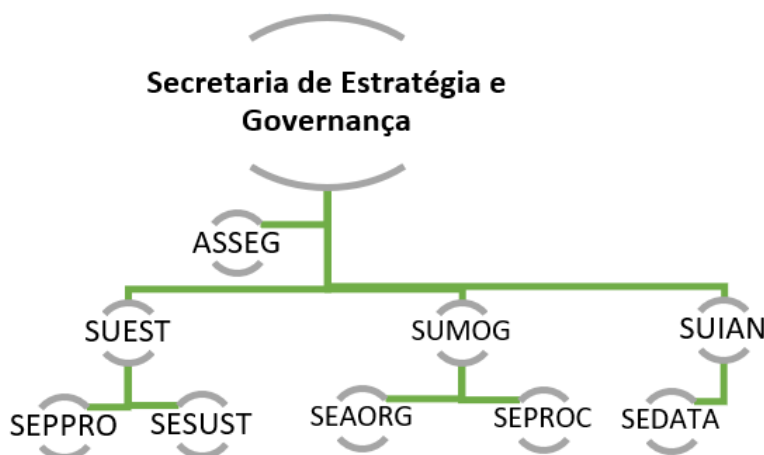 Secretaria de Estratégia e
Governança
ASSEG
SUEST
SUMOG
SUIAN
SEPPRO
SESUST
SEAORG
SEPROC
SEDATA